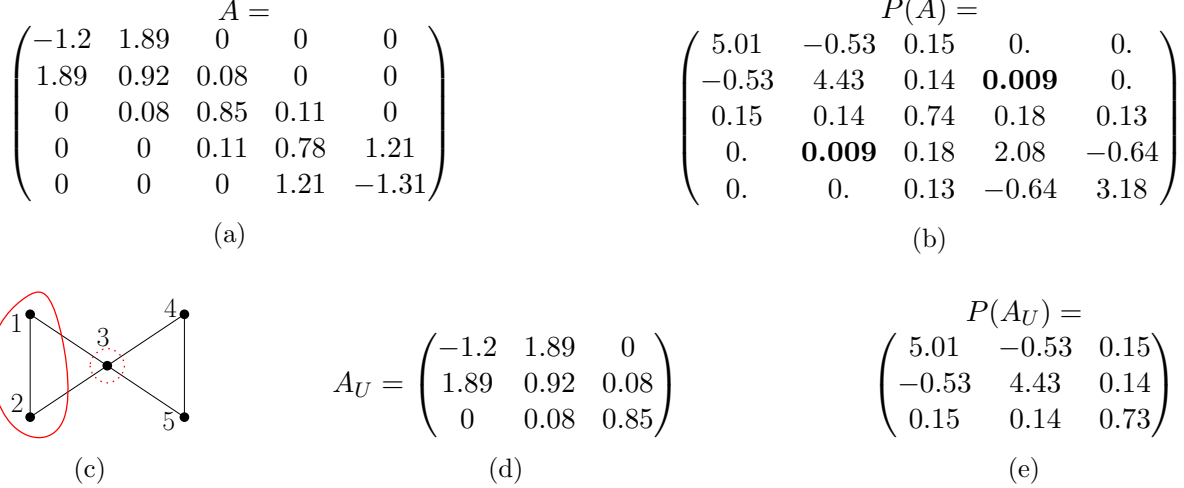 A =
−1.2 1.89 0 0 0
1.89 0.92 0.08 0 0
0 0.08 0.85 0.11 0
0 0 0.11 0.78 1.21
0 0 0 1.21 −1.31
(a)
P(A) =
5.01 −0.53 0.15 0. 0.
−0.53 4.43 0.14 0.009 0.
0.15 0.14 0.74 0.18 0.13
0. 0.009 0.18 2.08 −0.64
0. 0. 0.13 −0.64 3.18
(b)
1
2
3
4
5
(c)
−1.2 1.89 0
A_U = 1.89 0.92 0.08
0 0.08 0.85
(d)
P(A_U) =
5.01 −0.53 0.15
−0.53 4.43 0.14
0.15 0.14 0.73
(e)